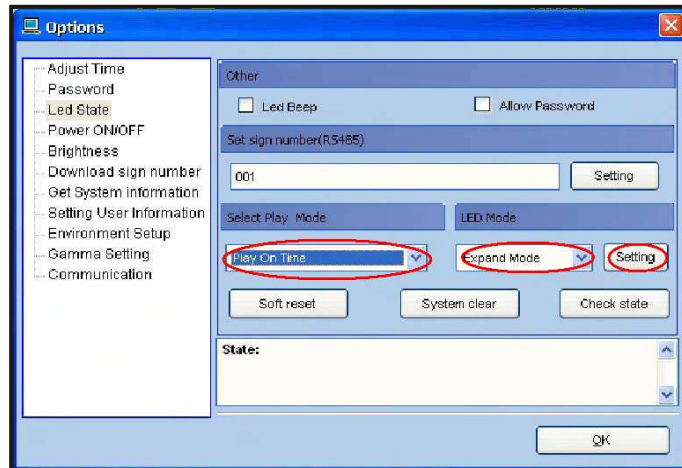 Options
Adjust Time
Password
Led State
Power ON/OFF
Brightness
Download sign number
Get System information
Setting User Information
Environment Setup
Gamma Setting
Communication
Other
Led Beep
Allow Password
Set sign number(RS485)
001
Setting
Select Play Mode
LED Mode
Play On Time
Expand Mode
Setting
Soft reset
System clear
Check state
State:
OK